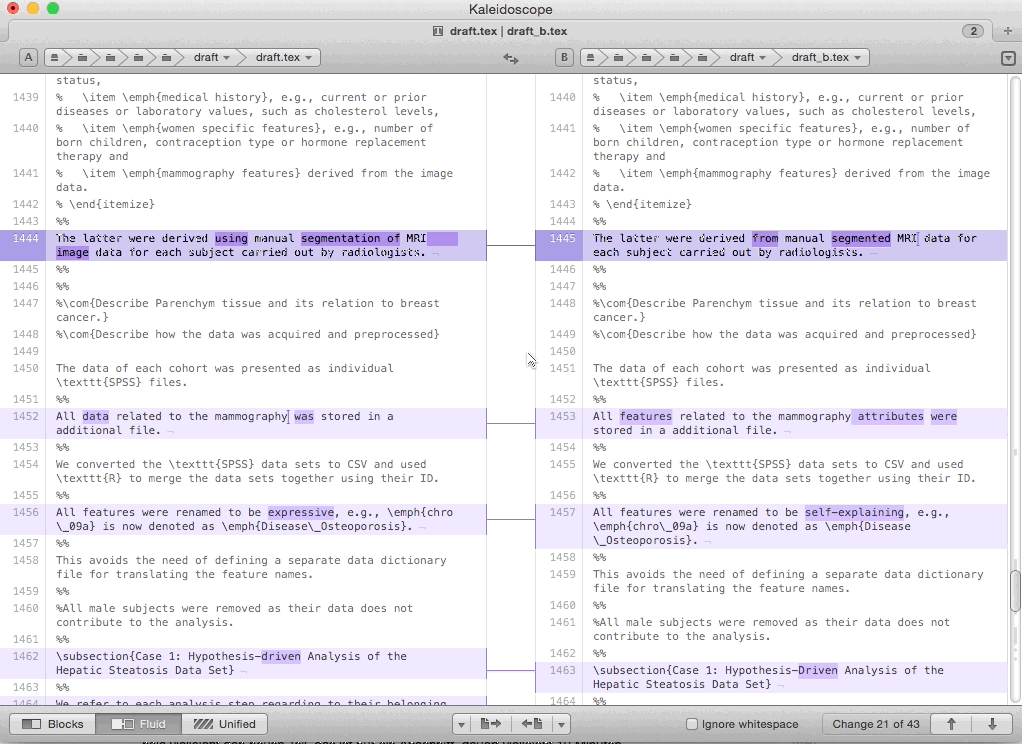 Kaleidoscope
draft.tex | draft_b.tex
2
A
draft
draft.tex
B
draft
draft_b.tex
status,
1439 % \item \emph{medical history}, e.g., current or prior
diseases or laboratory values, such as cholesterol levels,
1440 % \item \emph{women specific features}, e.g., number of
born children, contraception type or hormone replacement
therapy and
1441 % \item \emph{mammography features} derived from the image
data.
1442 % \end{itemize}
1443 %%
1444 The latter were derived using manual segmentation of MRI
image data for each subject carried out by radiologists. ¬
1445 %%
1446 %%
1447 %\com{Describe Parenchym tissue and its relation to breast
cancer.}
1448 %\com{Describe how the data was acquired and preprocessed}
1449
1450 The data of each cohort was presented as individual
\texttt{SPSS} files.
1451 %%
1452 All data related to the mammography was stored in a
additional file. ¬
1453 %%
1454 We converted the \texttt{SPSS} data sets to CSV and used
\texttt{R} to merge the data sets together using their ID.
1455 %%
1456 All features were renamed to be expressive, e.g., \emph{chro
\_09a} is now denoted as \emph{Disease\_Osteoporosis}. ¬
1457 %%
1458 This avoids the need of defining a separate data dictionary
file for translating the feature names.
1459 %%
1460 %All male subjects were removed as their data does not
contribute to the analysis.
1461 %%
1462 \subsection{Case 1: Hypothesis-driven Analysis of the
Hepatic Steatosis Data Set} ¬
1463 %%
1464 We refer to each analysis step regarding to their belonging
status,
1440 % \item \emph{medical history}, e.g., current or prior
diseases or laboratory values, such as cholesterol levels,
1441 % \item \emph{women specific features}, e.g., number of
born children, contraception type or hormone replacement
therapy and
1442 % \item \emph{mammography features} derived from the image
data.
1443 % \end{itemize}
1444 %%
1445 The latter were derived from manual segmented MRI data for
each subject carried out by radiologists. ¬
1446 %%
1447 %%
1448 %\com{Describe Parenchym tissue and its relation to breast
cancer.}
1449 %\com{Describe how the data was acquired and preprocessed}
1450
1451 The data of each cohort was presented as individual
\texttt{SPSS} files.
1452 %%
1453 All features related to the mammography attributes were
stored in a additional file. ¬
1454 %%
1455 We converted the \texttt{SPSS} data sets to CSV and used
\texttt{R} to merge the data sets together using their ID.
1456 %%
1457 All features were renamed to be self-explaining, e.g.,
\emph{chro\_09a} is now denoted as \emph{Disease
\_Osteoporosis}. ¬
1458 %%
1459 This avoids the need of defining a separate data dictionary
file for translating the feature names.
1460 %%
1461 %All male subjects were removed as their data does not
contribute to the analysis.
1462 %%
1463 \subsection{Case 1: Hypothesis-Driven Analysis of the
Hepatic Steatosis Data Set} ¬
1464 %%
Blocks
Fluid
Unified
Ignore whitespace
Change 21 of 43